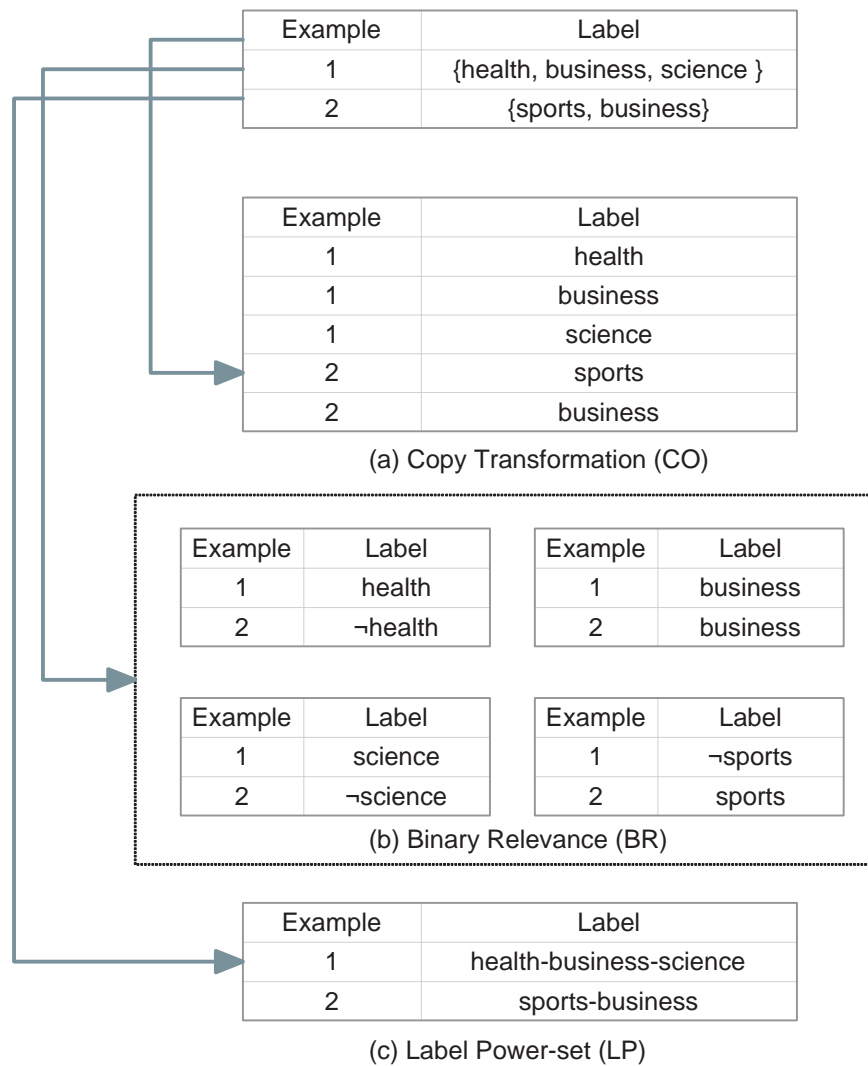 Example Label
1 {health, business, science }
2 {sports, business}
Example Label
1 health
1 business
1 science
2 sports
2 business
(a) Copy Transformation (CO)
Example Label
1 health
2 ¬health
Example Label
1 business
2 business
Example Label
1 science
2 ¬science
Example Label
1 ¬sports
2 sports
(b) Binary Relevance (BR)
Example Label
1 health-business-science
2 sports-business
(c) Label Power-set (LP)